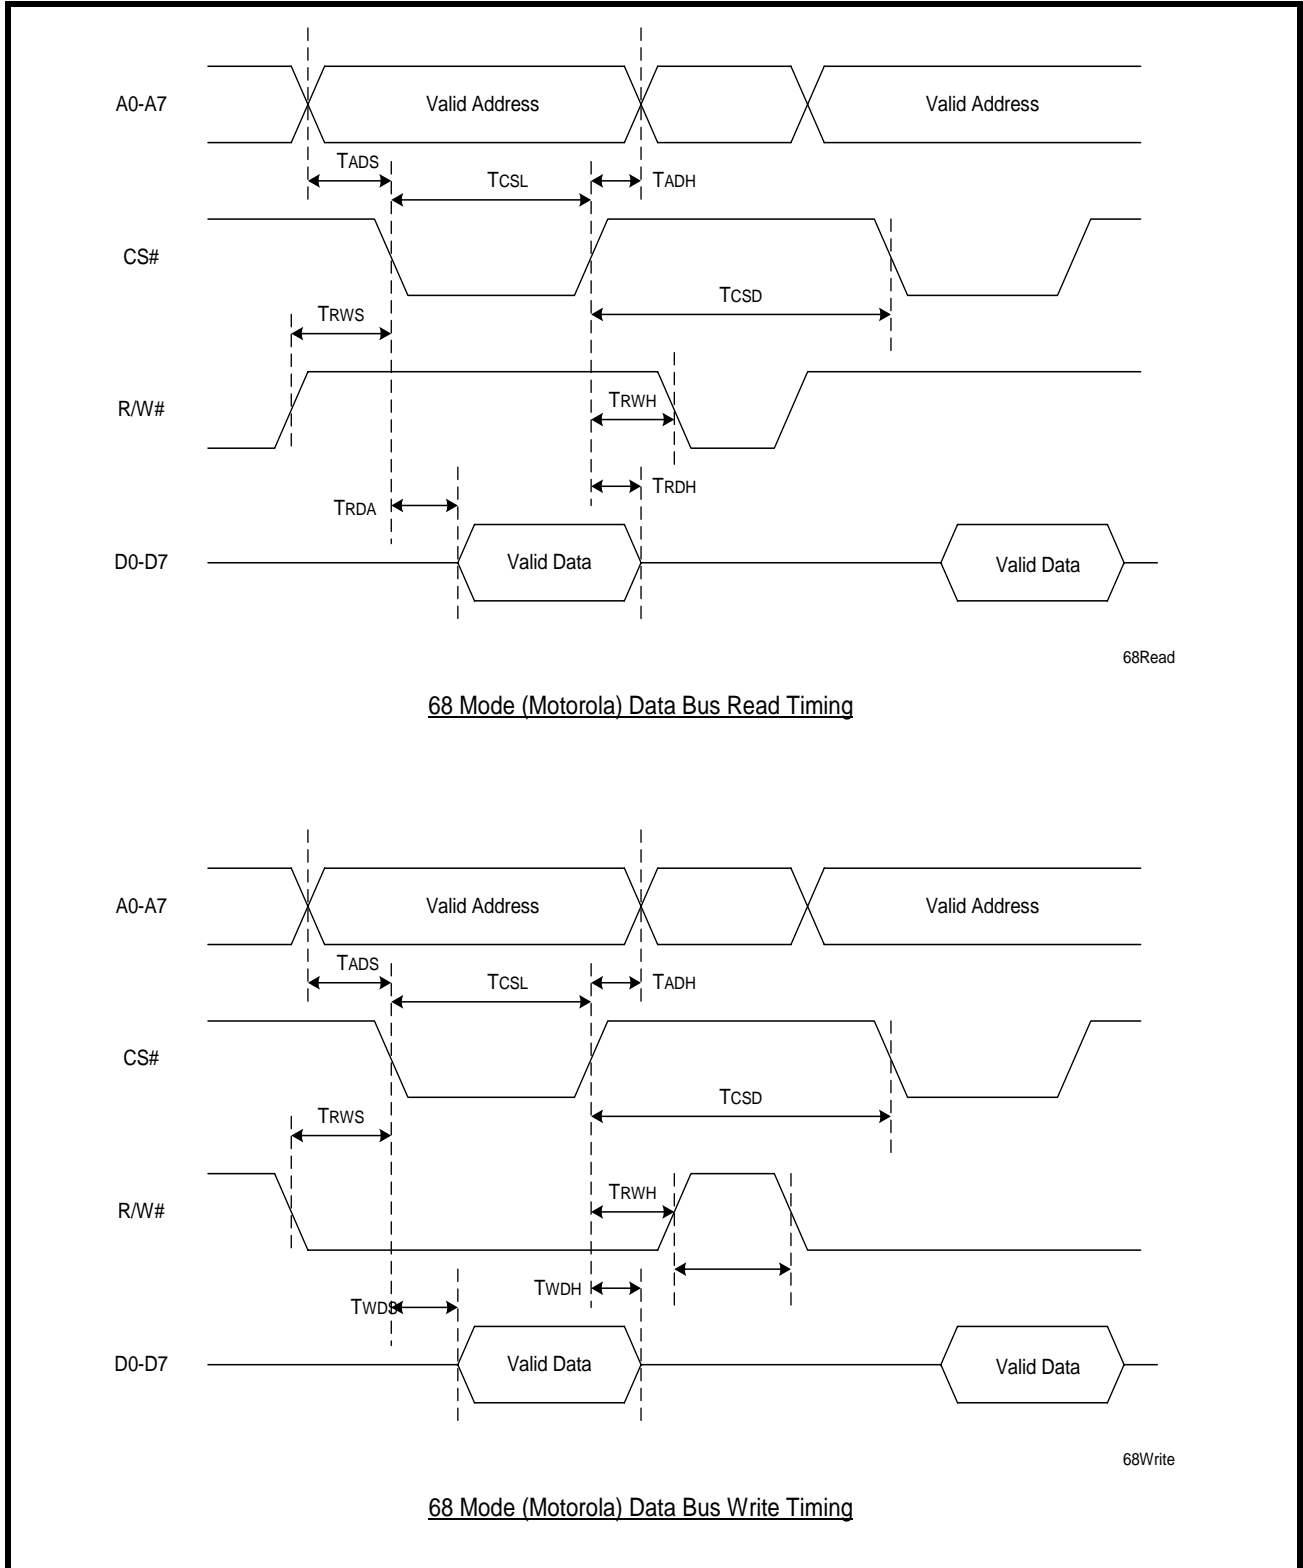 A0-A7
Valid Address
Valid Address
TADS
TCSL
TADH
CS#
TCSD
TRWS
R/W#
TRWH
TRDH
TRDA
D0-D7
Valid Data
Valid Data
68Read
68 Mode (Motorola) Data Bus Read Timing
A0-A7
Valid Address
Valid Address
TADS
TCSL
TADH
CS#
TCSD
TRWS
R/W#
TRWH
TWDH
TWDS
D0-D7
Valid Data
Valid Data
68Write
68 Mode (Motorola) Data Bus Write Timing